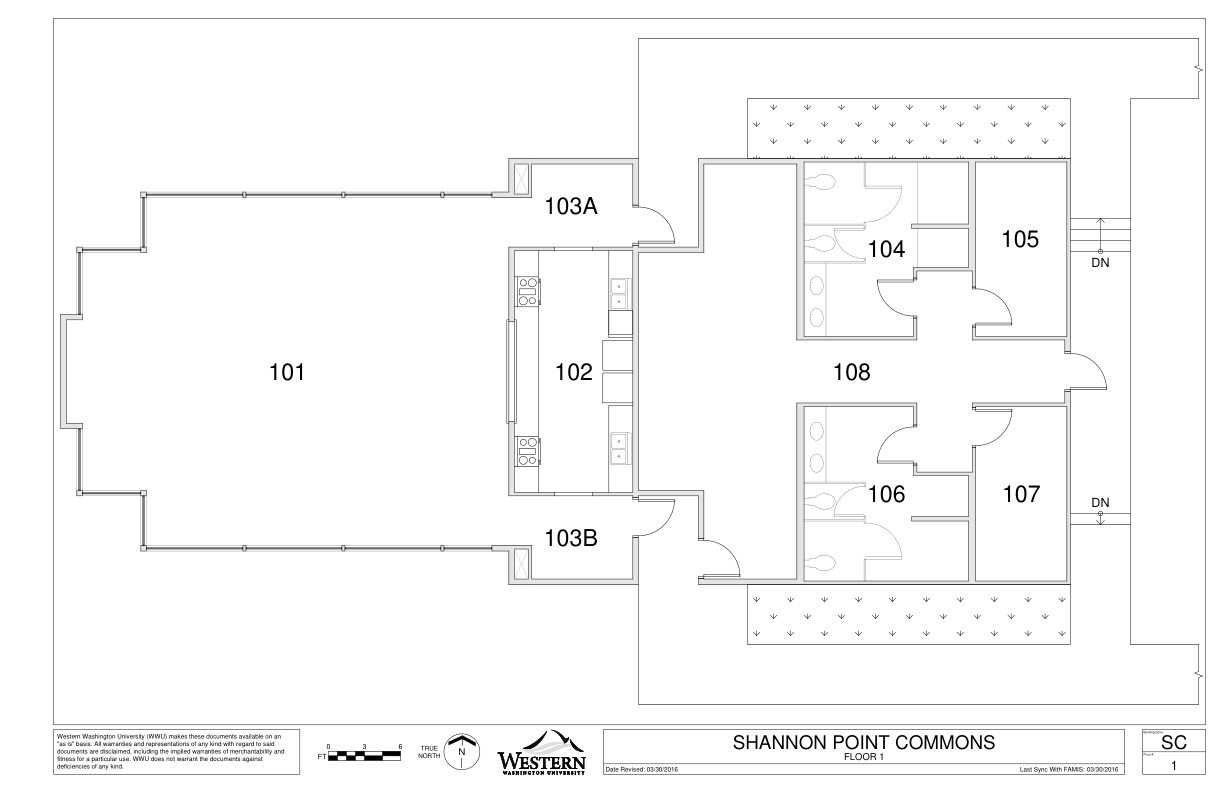 103A
104
105
DN
101
102
108
DN
106
107
103B
Western Washington University (WWU) makes these documents available on an
"as is" basis. All warranties and representations of any kind with regard to said
documents are disclaimed, including the implied warranties of merchantability and
fitness for a particular use. WWU does not warrant the documents against
deficiencies of any kind.
0 3 6
FT
TRUE
NORTH
N
WESTERN
WASHINGTON UNIVERSITY
SHANNON POINT COMMONS
FLOOR 1
Date Revised: 03/30/2016
Last Sync With FAMIS: 03/30/2016
SC
1